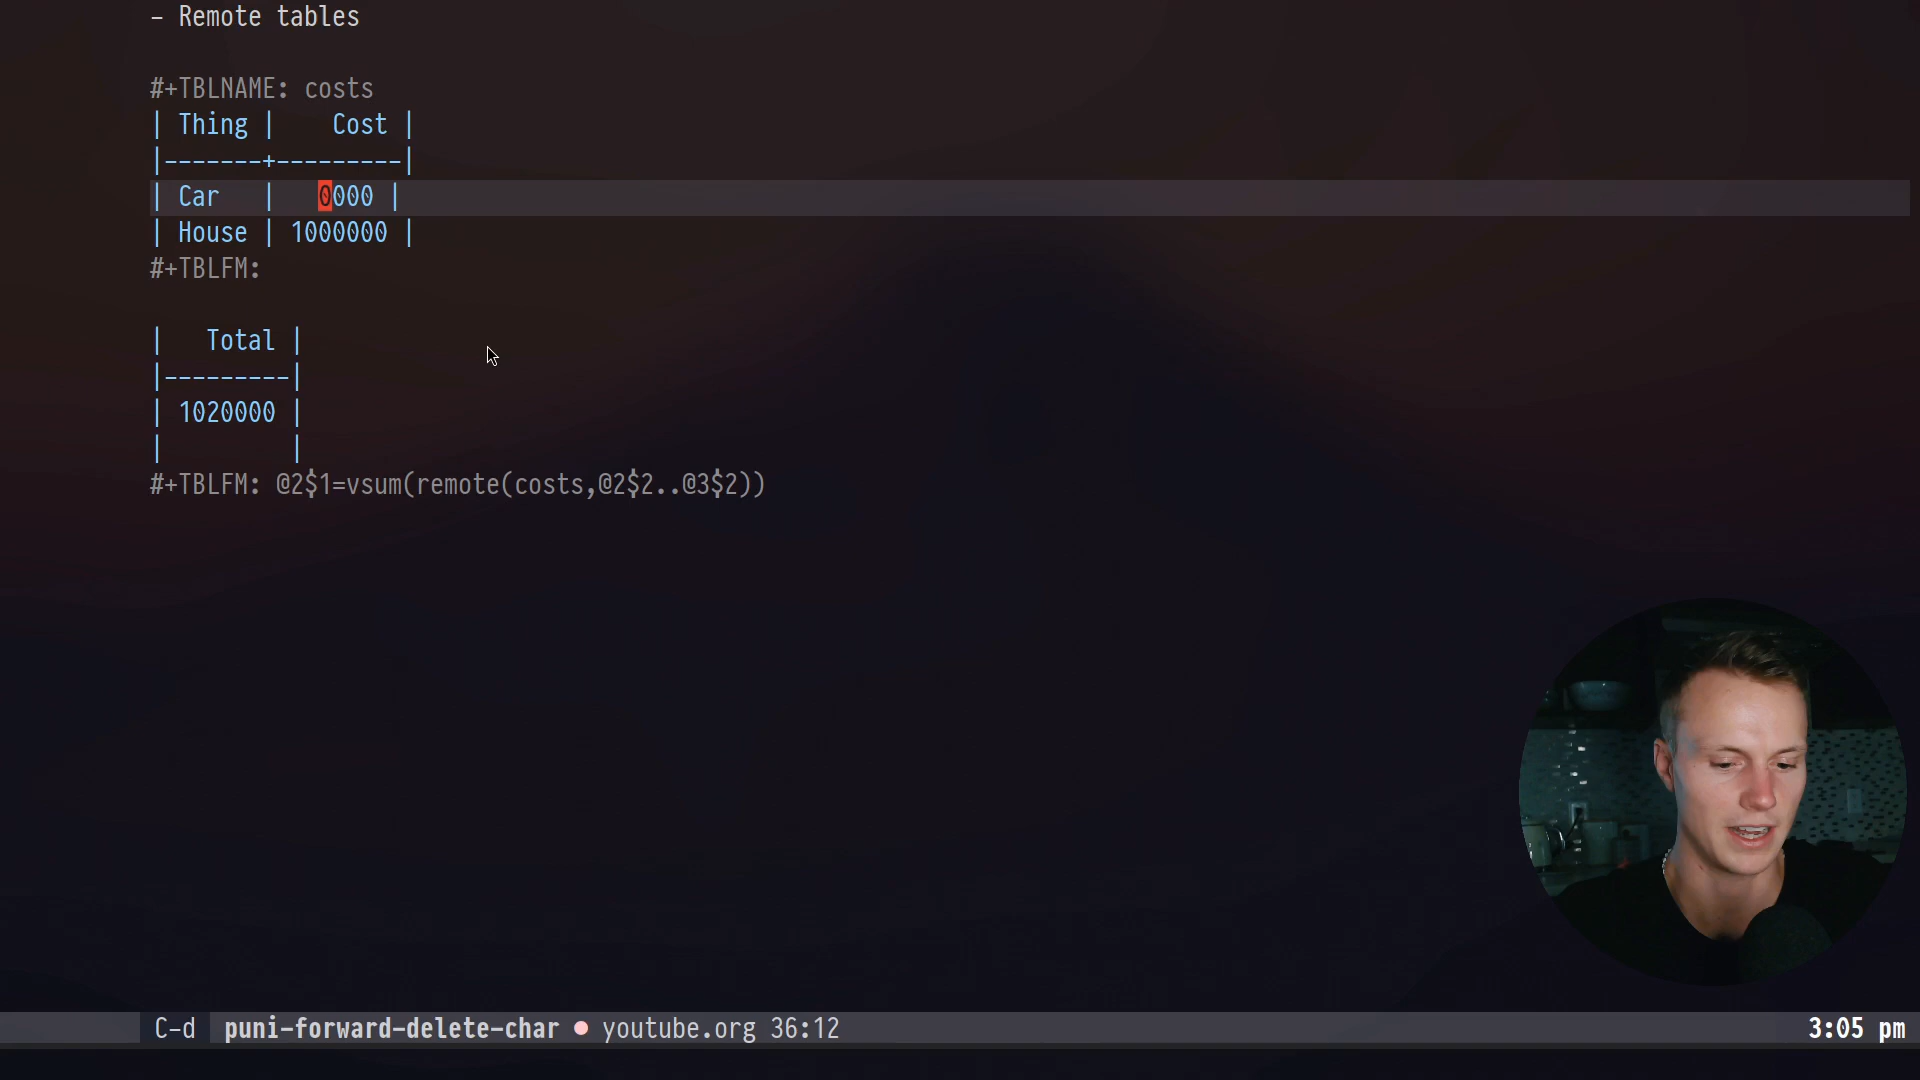 - Remote tables
#+TBLNAME: costs
| Thing |    Cost |
|-------+---------|
| Car   |   0000 |
| House | 1000000 |
#+TBLFM:
|   Total |
|---------|
| 1020000 |
|         |
#+TBLFM: @2$1=vsum(remote(costs,@2$2..@3$2))
C-d puni-forward-delete-char ● youtube.org 36:12 3:05 pm